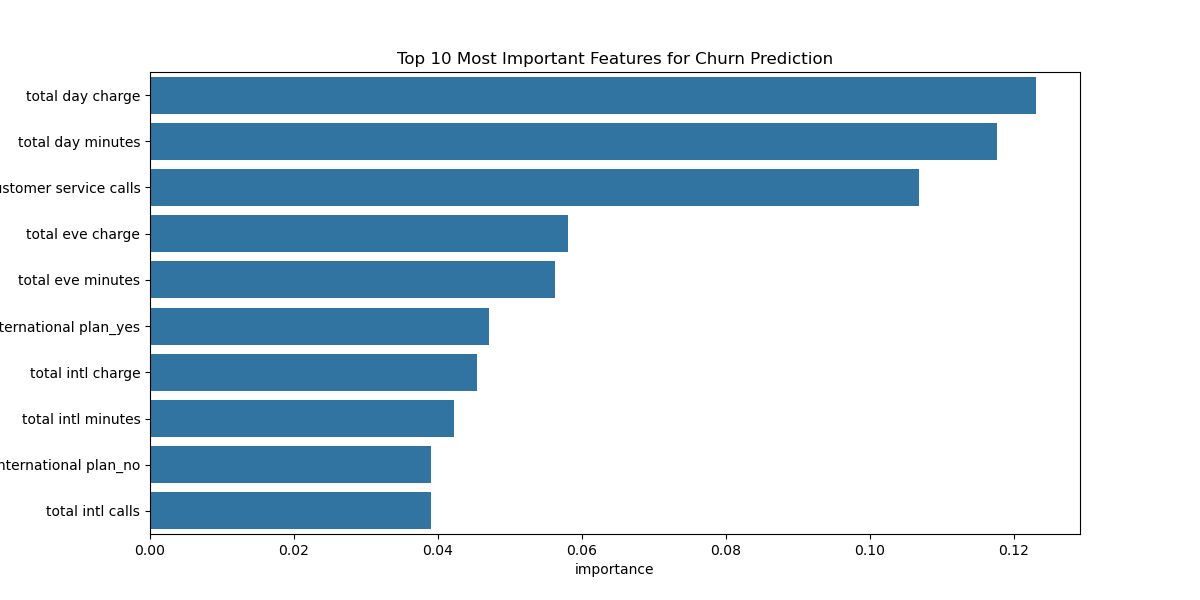 Top 10 Most Important Features for Churn Prediction
total day charge
total day minutes
ustomer service calls
total eve charge
total eve minutes
ternational plan_yes
total intl charge
total intl minutes
nternational plan_no
total intl calls
0.00 0.02 0.04 0.06 0.08 0.10 0.12
importance